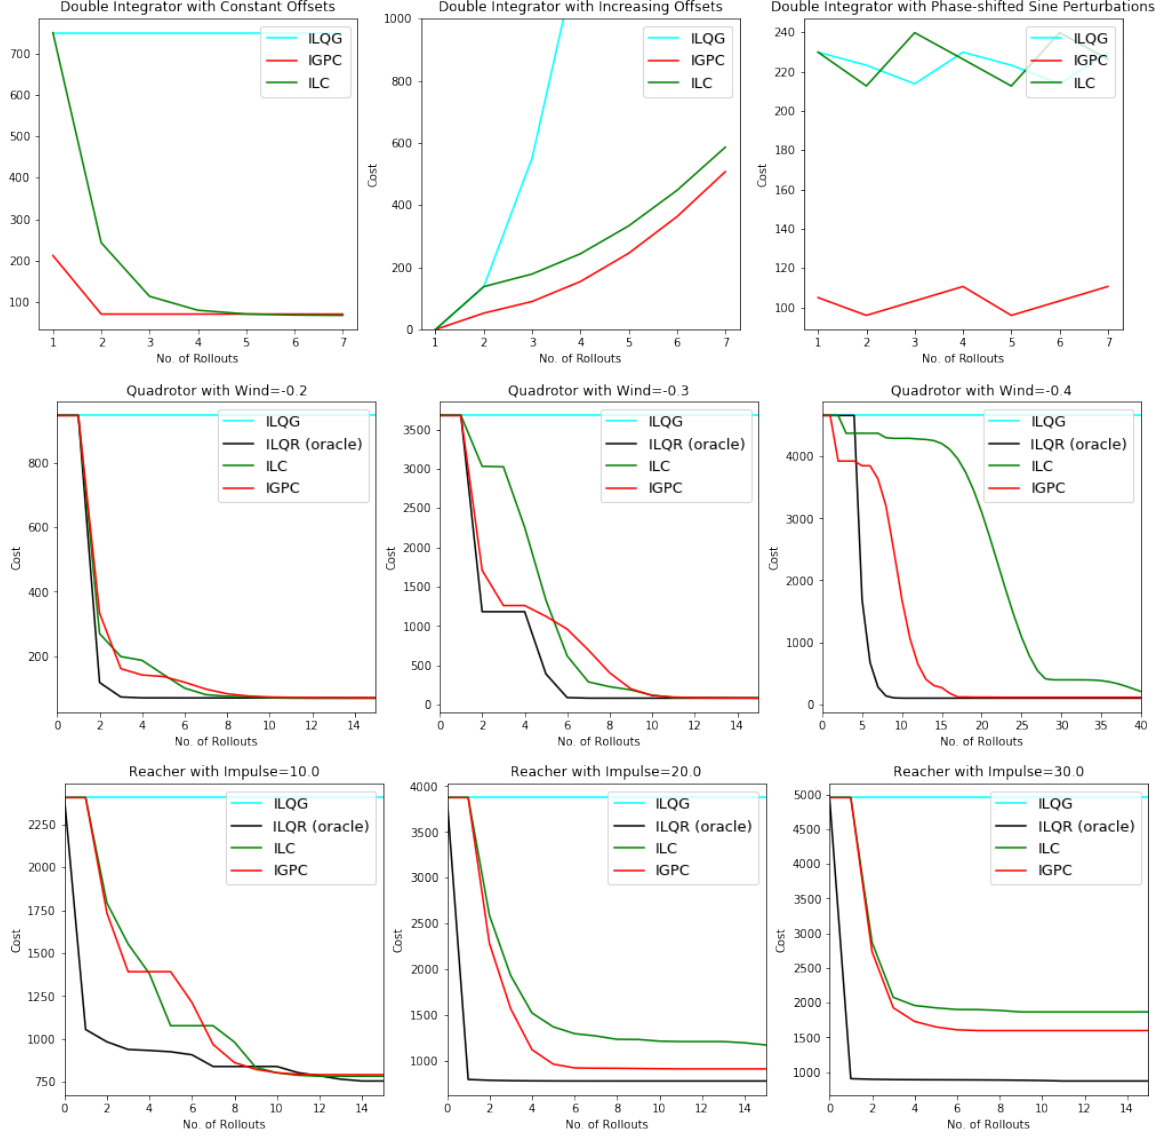 Double Integrator with Constant Offsets
700
600
500
400
300
200
100
1 2 3 4 5 6 7
No. of Rollouts
ILQG
IGPC
ILC
Double Integrator with Increasing Offsets
Cost
1000
800
600
400
200
0
1 2 3 4 5 6 7
No. of Rollouts
ILQG
IGPC
ILC
Double Integrator with Phase-shifted Sine Perturbations
Cost
240
220
200
180
160
140
120
100
1 2 3 4 5 6 7
No. of Rollouts
ILQG
IGPC
ILC
Quadrotor with Wind=-0.2
Cost
800
600
400
200
0 2 4 6 8 10 12 14
No. of Rollouts
ILQG
ILQR (oracle)
ILC
IGPC
Quadrotor with Wind=-0.3
Cost
3500
3000
2500
2000
1500
1000
500
0
0 2 4 6 8 10 12 14
No. of Rollouts
ILQG
ILQR (oracle)
ILC
IGPC
Quadrotor with Wind=-0.4
Cost
4000
3000
2000
1000
0
0 5 10 15 20 25 30 35 40
No. of Rollouts
ILQG
ILQR (oracle)
ILC
IGPC
Reacher with Impulse=10.0
Cost
2250
2000
1750
1500
1250
1000
750
0 2 4 6 8 10 12 14
No. of Rollouts
ILQG
ILQR (oracle)
ILC
IGPC
Reacher with Impulse=20.0
Cost
4000
3500
3000
2500
2000
1500
1000
0 2 4 6 8 10 12 14
No. of Rollouts
ILQG
ILQR (oracle)
ILC
IGPC
Reacher with Impulse=30.0
Cost
5000
4500
4000
3500
3000
2500
2000
1500
1000
0 2 4 6 8 10 12 14
No. of Rollouts
ILQG
ILQR (oracle)
ILC
IGPC